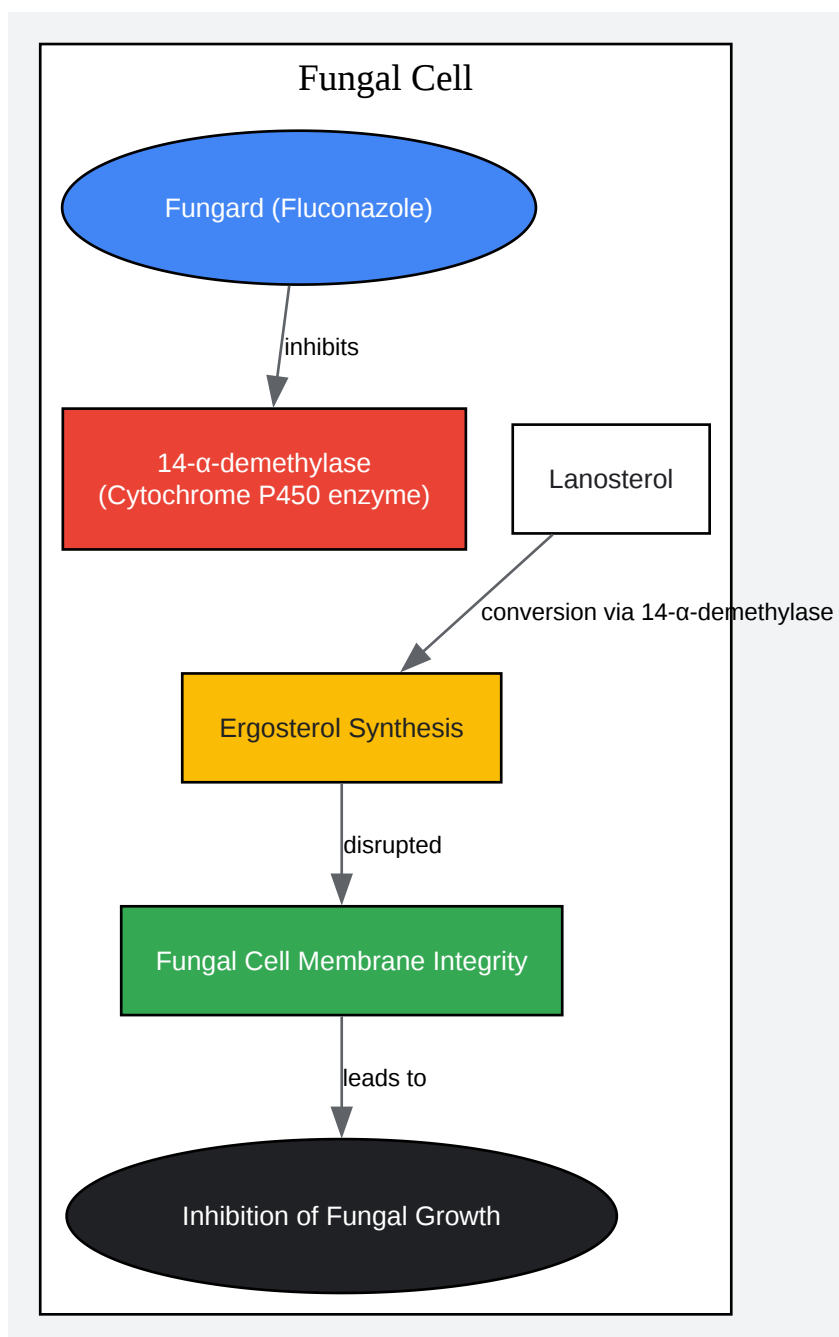 Fungal Cell
Fungard (Fluconazole)
inhibits
14-α-demethylase
(Cytochrome P450 enzyme)
Lanosterol
conversion via 14-α-demethylase
Ergosterol Synthesis
disrupted
Fungal Cell Membrane Integrity
leads to
Inhibition of Fungal Growth